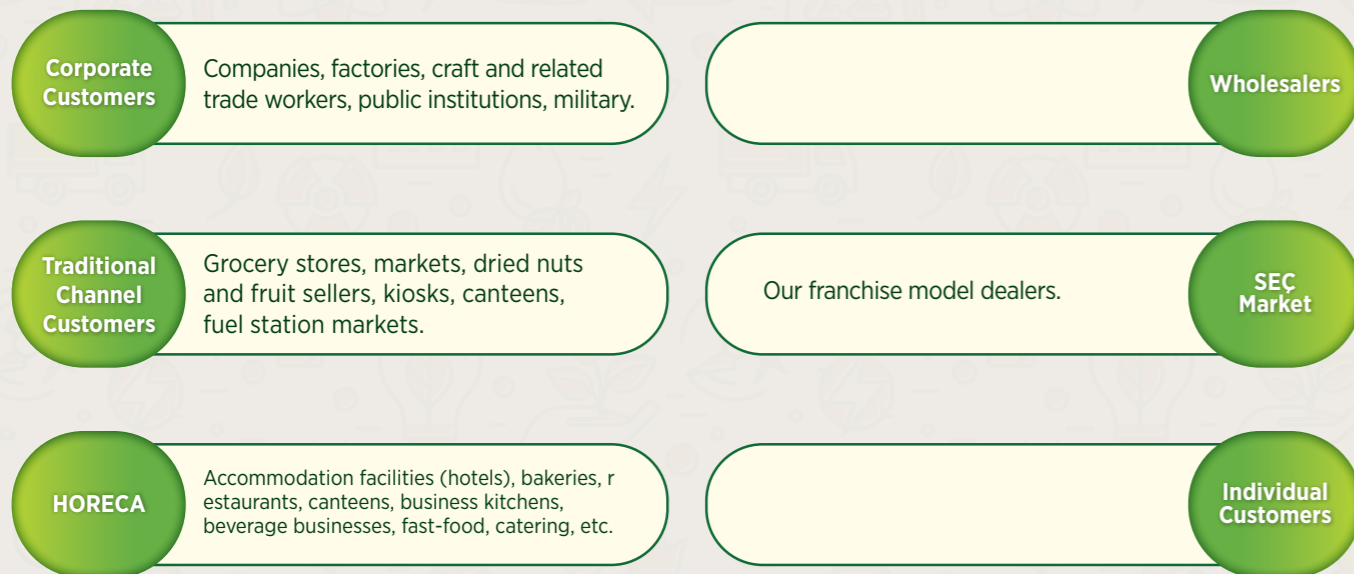 Corporate
Customers
Companies, factories, craft and related
trade workers, public institutions, military.
Wholesalers
Traditional
Channel
Customers
Grocery stores, markets, dried nuts
and fruit sellers, kiosks, canteens,
fuel station markets.
Our franchise model dealers.
SEÇ
Market
HORECA
Accommodation facilities (hotels), bakeries, r
estaurants, canteens, business kitchens,
beverage businesses, fast-food, catering, etc.
Individual
Customers